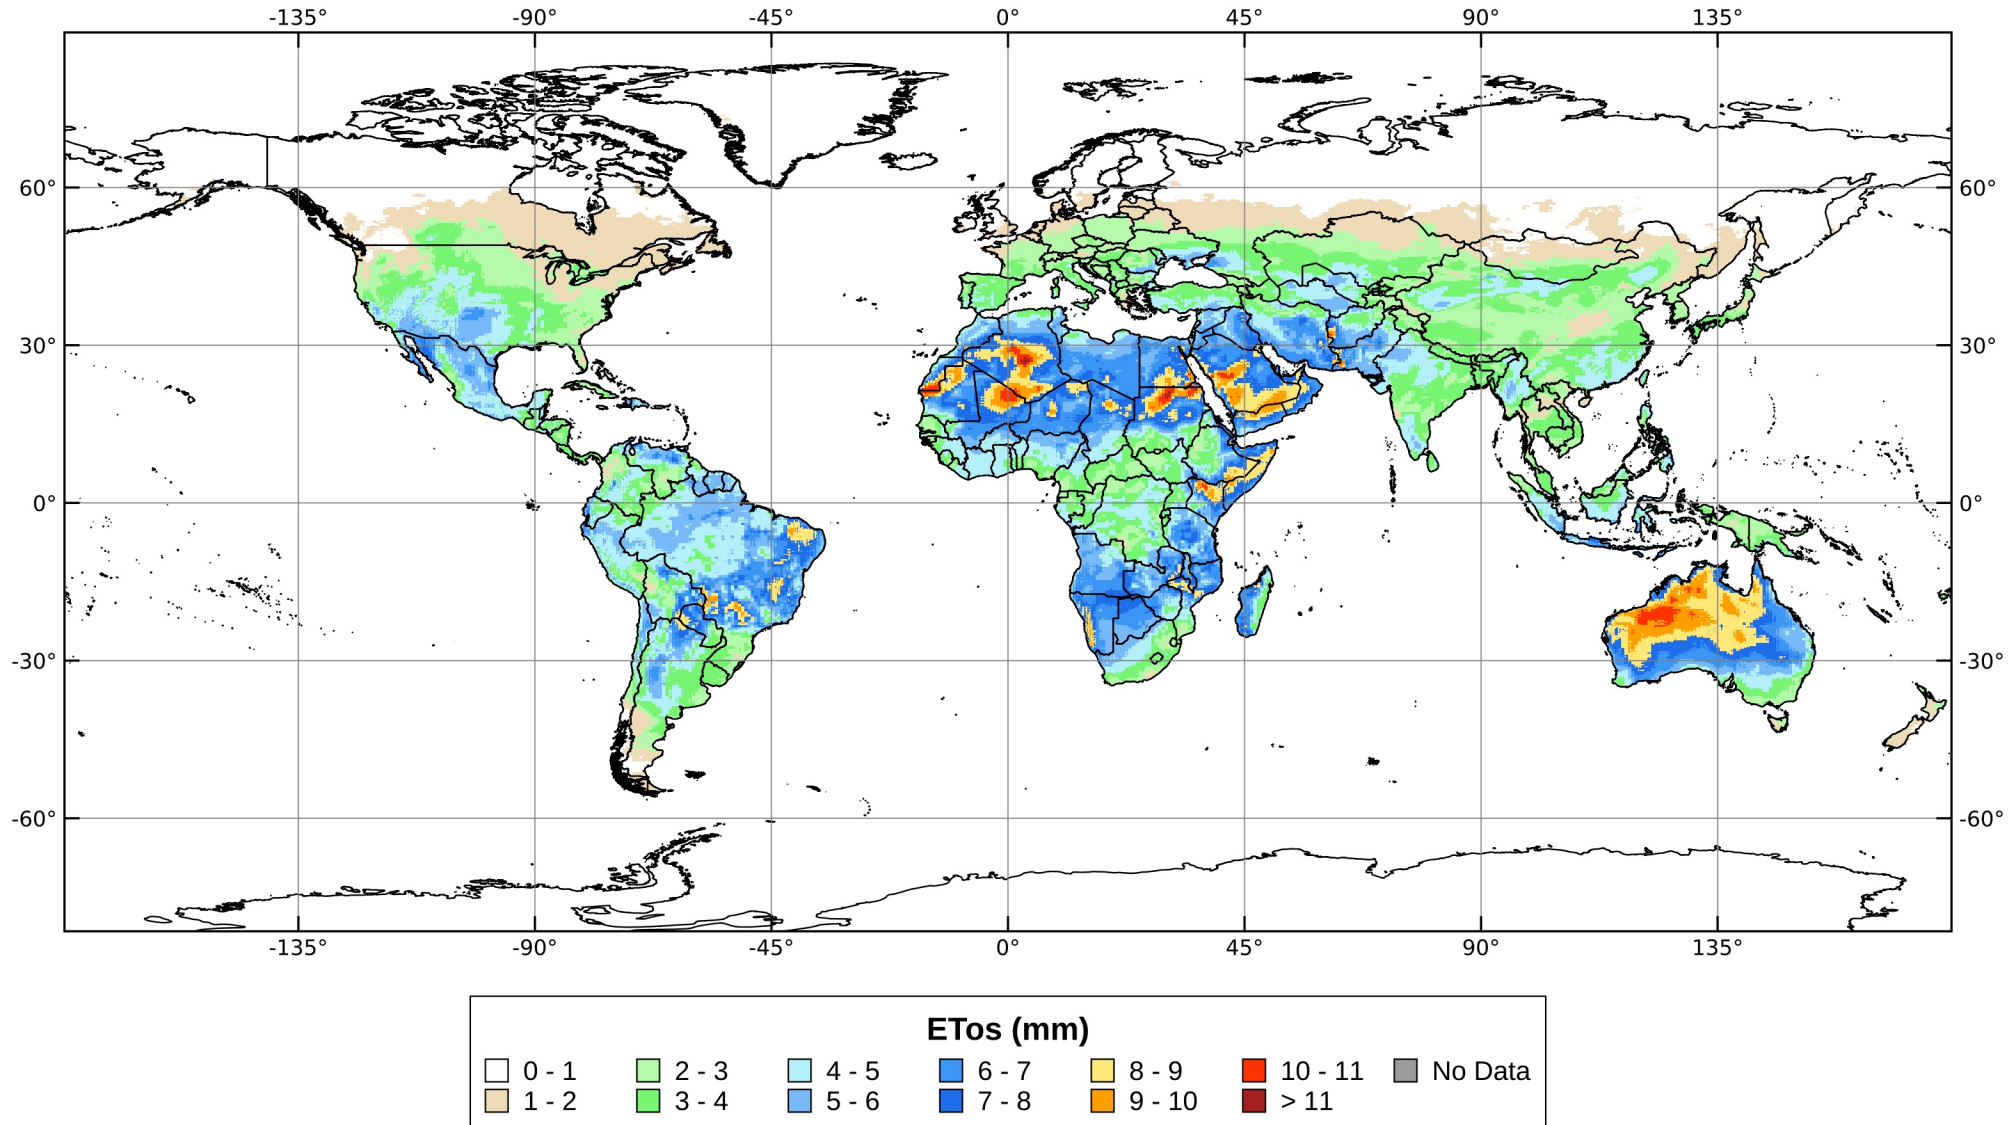 -135° -90° -45° 0° 45° 90° 135°
60° 60°
30° 30°
0° 0°
-30° -30°
-60° -60°
-135° -90° -45° 0° 45° 90° 135°
ETos (mm)
0 - 1 2 - 3 4 - 5 6 - 7 8 - 9 10 - 11 No Data
1 - 2 3 - 4 5 - 6 7 - 8 9 - 10 > 11